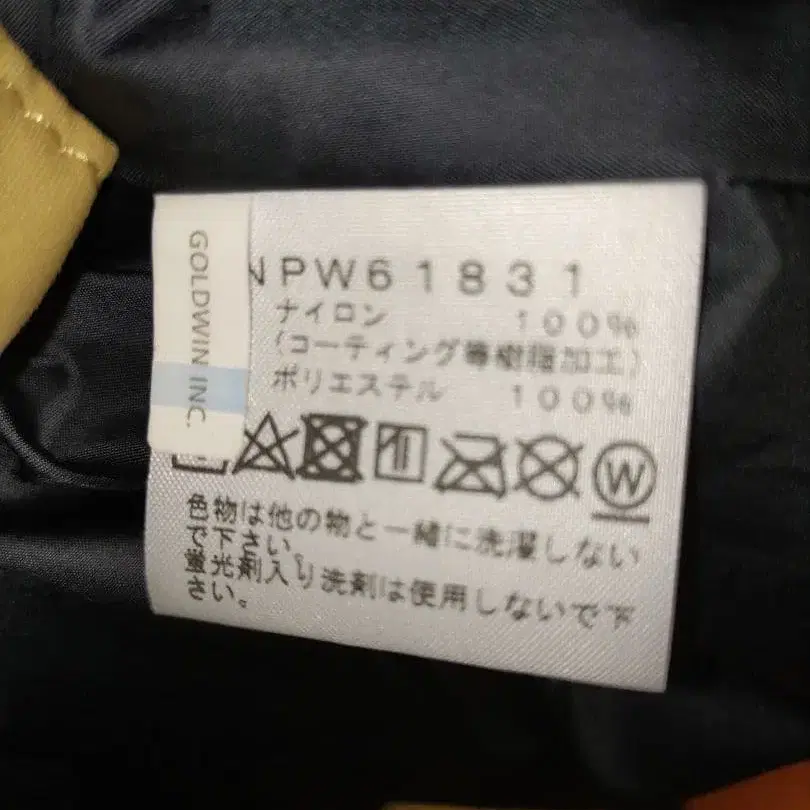 GOLDWIN INC.
NPW61831
ナイロン 100%
(コーティング等樹脂加工)
ポリエステル 100%
W
色物は他の物と一緒に洗濯しない
で下さい。
蛍光剤入り洗剤は使用しないで下
さい。